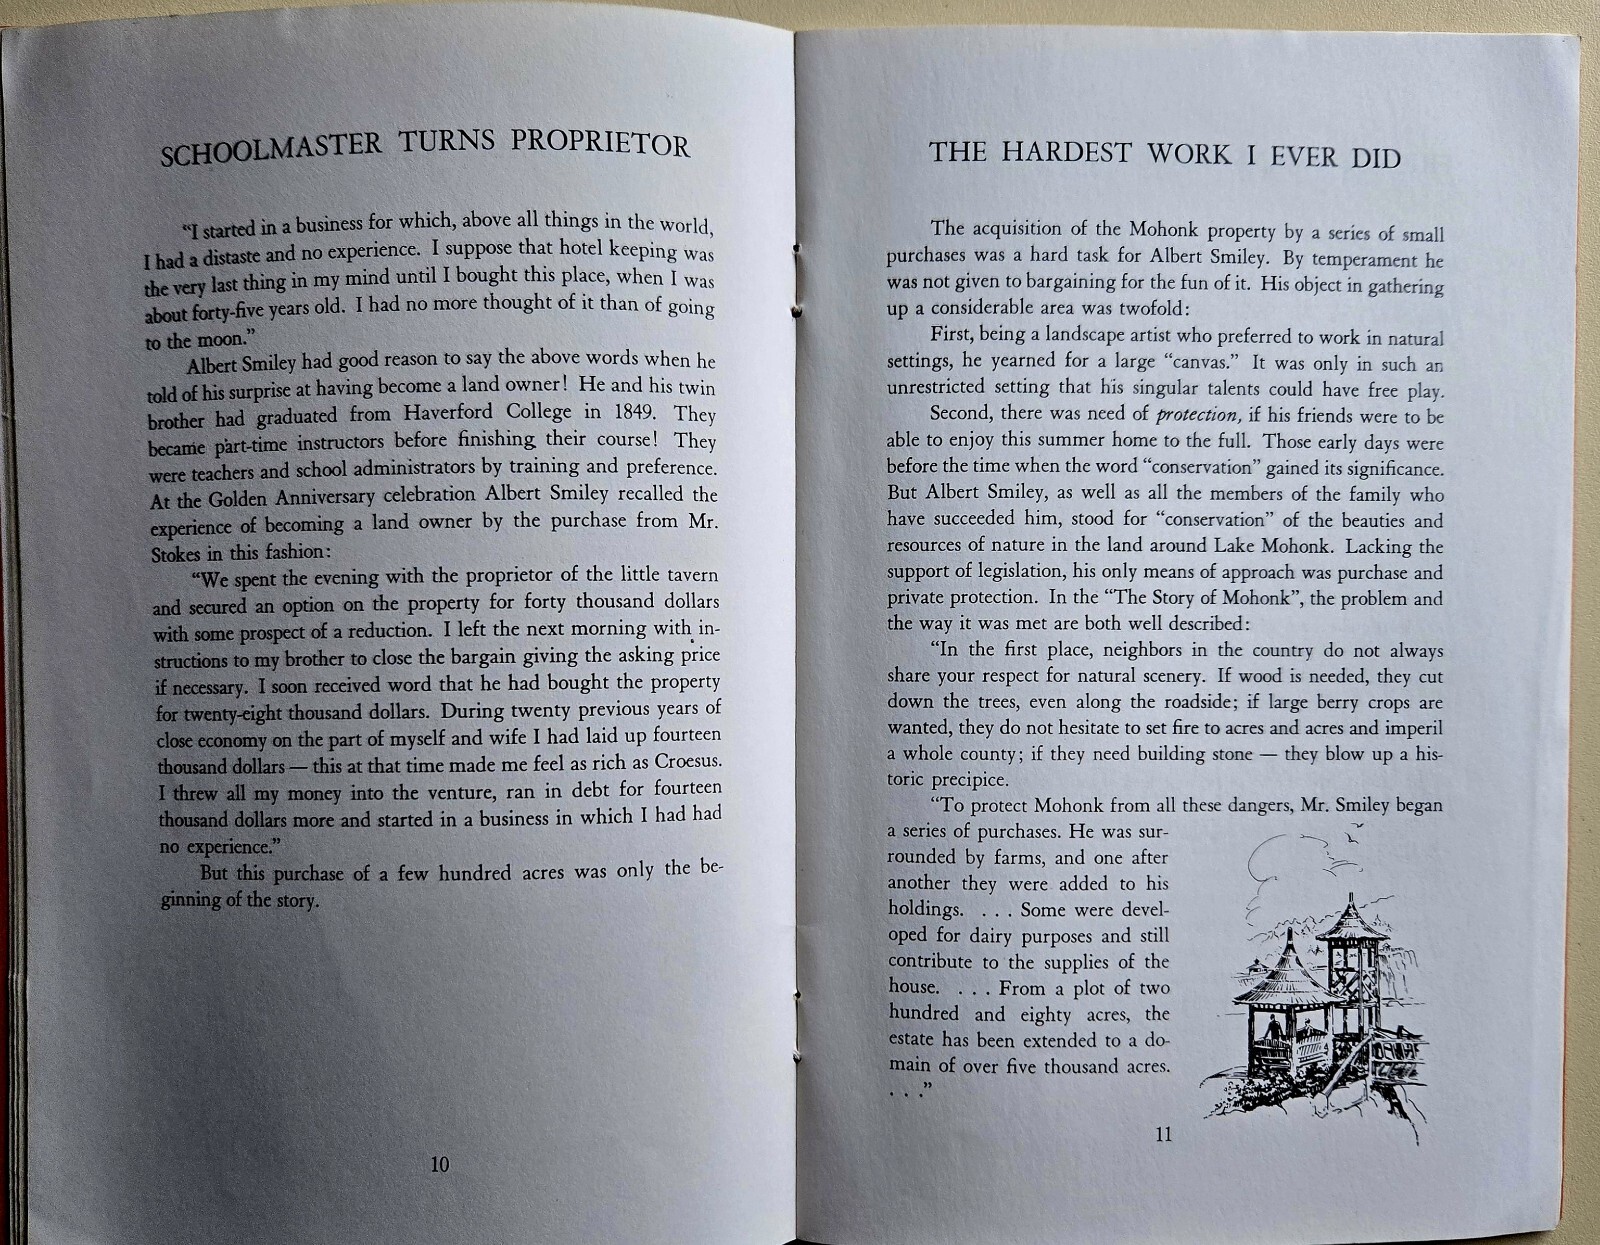 SCHOOLMASTER TURNS PROPRIETOR
“I started in a business for which, above all things in the world,
I had a distaste and no experience. I suppose that hotel keeping was
the very last thing in my mind until I bought this place, when I was
about forty-five years old. I had no more thought of it than of going
to the moon.”
Albert Smiley had good reason to say the above words when he
told of his surprise at having become a land owner! He and his twin
brother had graduated from Haverford College in 1849. They
became part-time instructors before finishing their course! They
were teachers and school administrators by training and preference.
At the Golden Anniversary celebration Albert Smiley recalled the
experience of becoming a land owner by the purchase from Mr.
Stokes in this fashion:
“We spent the evening with the proprietor of the little tavern
and secured an option on the property for forty thousand dollars
with some prospect of a reduction. I left the next morning with in-
structions to my brother to close the bargain giving the asking price
if necessary. I soon received word that he had bought the property
for twenty-eight thousand dollars. During twenty previous years of
close economy on the part of myself and wife I had laid up fourteen
thousand dollars — this at that time made me feel as rich as Croesus.
I threw all my money into the venture, ran in debt for fourteen
thousand dollars more and started in a business in which I had had
no experience.”
But this purchase of a few hundred acres was only the be-
ginning of the story.
10
THE HARDEST WORK I EVER DID
The acquisition of the Mohonk property by a series of small
purchases was a hard task for Albert Smiley. By temperament he
was not given to bargaining for the fun of it. His object in gathering
up a considerable area was twofold:
First, being a landscape artist who preferred to work in natural
settings, he yearned for a large “canvas.” It was only in such an
unrestricted setting that his singular talents could have free play.
Second, there was need of protection, if his friends were to be
able to enjoy this summer home to the full. Those early days were
before the time when the word “conservation” gained its significance.
But Albert Smiley, as well as all the members of the family who
have succeeded him, stood for “conservation” of the beauties and
resources of nature in the land around Lake Mohonk. Lacking the
support of legislation, his only means of approach was purchase and
private protection. In the “The Story of Mohonk”, the problem and
the way it was met are both well described:
“In the first place, neighbors in the country do not always
share your respect for natural scenery. If wood is needed, they cut
down the trees, even along the roadside; if large berry crops are
wanted, they do not hesitate to set fire to acres and acres and imperil
a whole county; if they need building stone — they blow up a his-
toric precipice.
“To protect Mohonk from all these dangers, Mr. Smiley began
a series of purchases. He was sur-
rounded by farms, and one after
another they were added to his
holdings. . . . Some were devel-
oped for dairy purposes and still
contribute to the supplies of the
house. . . . From a plot of two
hundred and eighty acres, the
estate has been extended to a do-
main of over five thousand acres.
. . .”
11